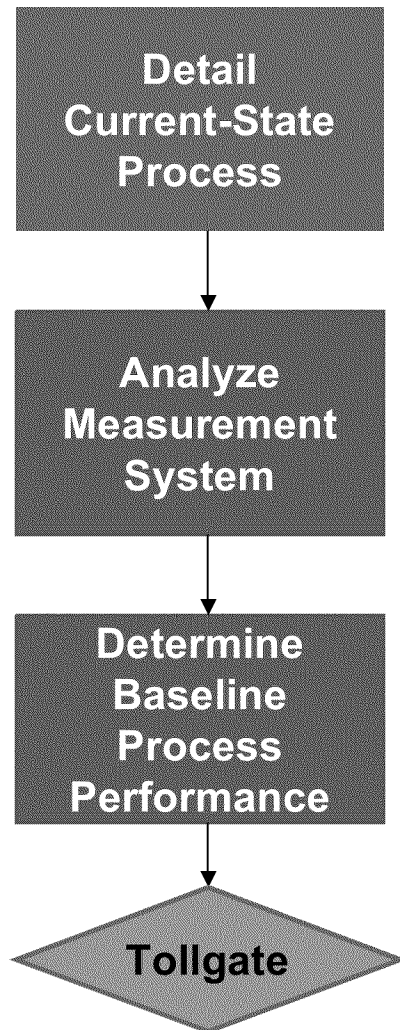 Detail
Current-State
Process
Analyze
Measurement
System
Determine
Baseline
Process
Performance
Tollgate